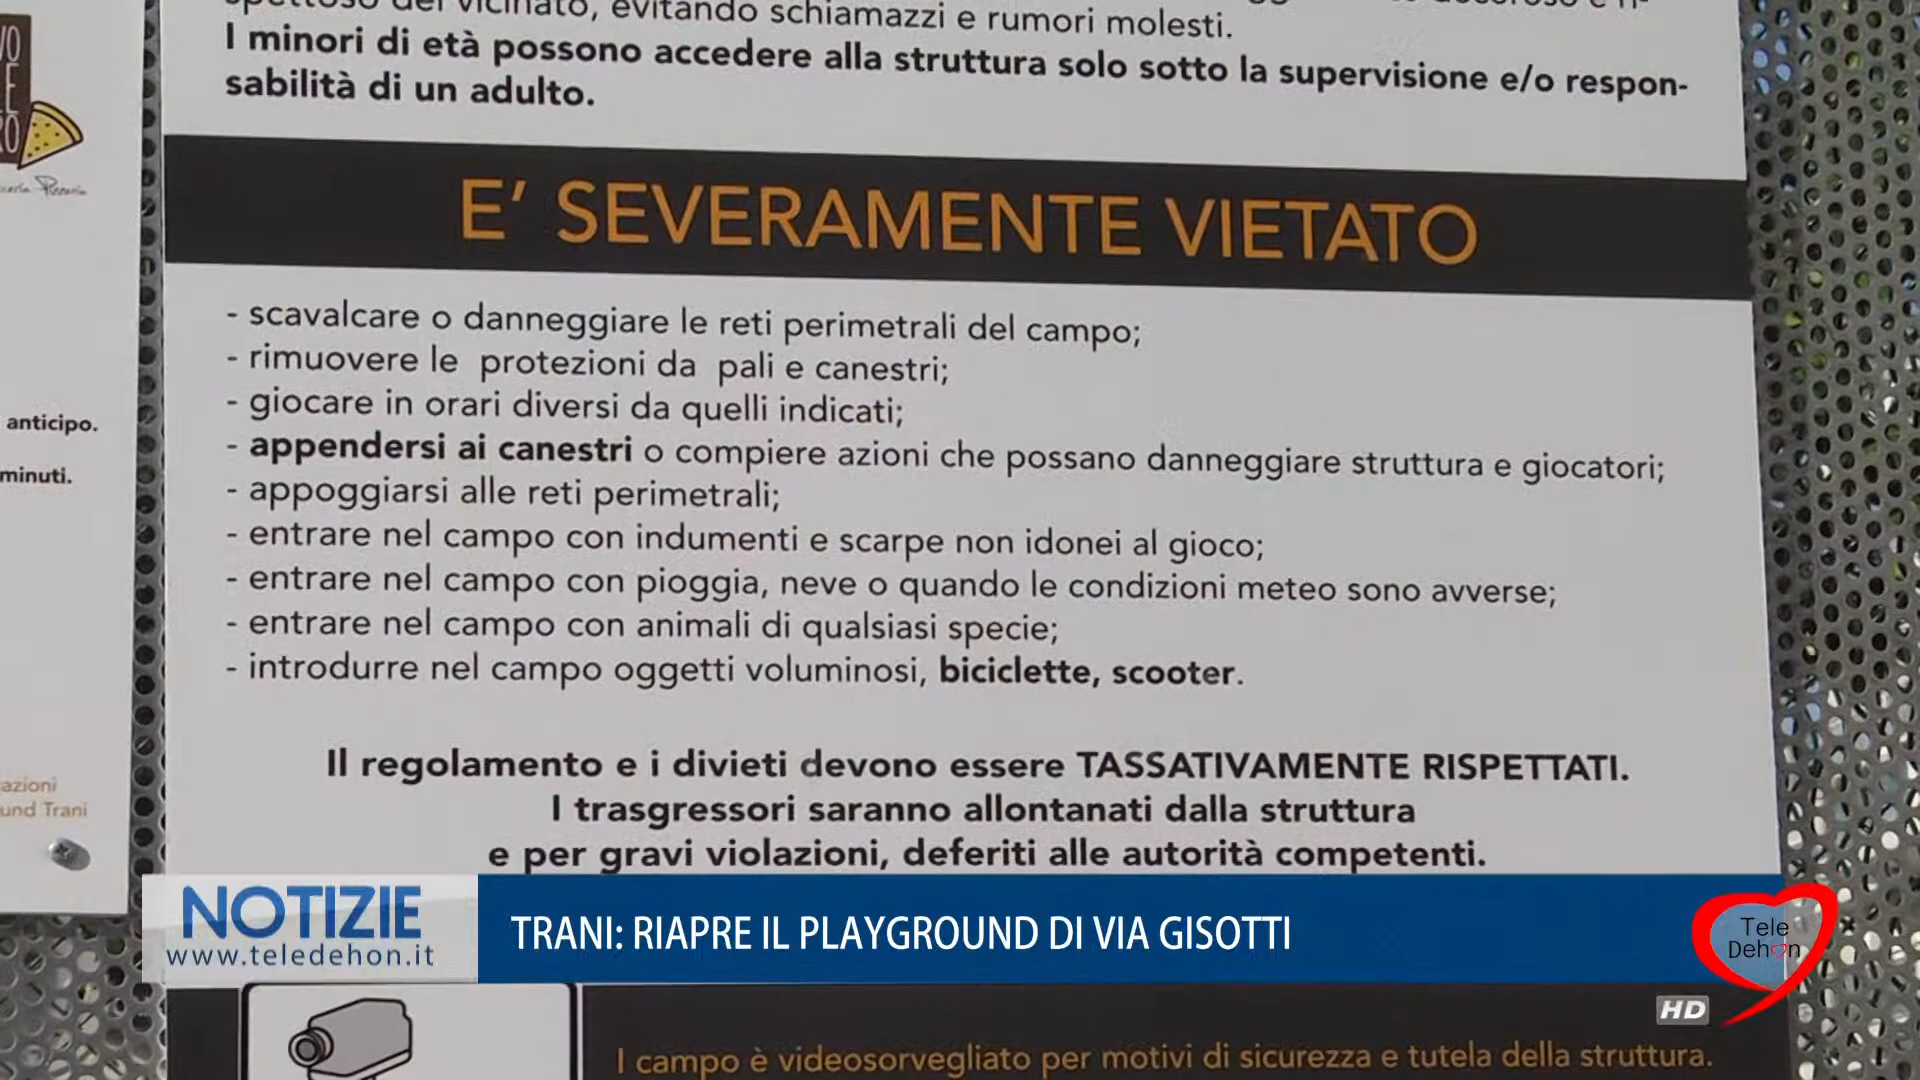 del vicinato, evitando schiamazzi e rumori molesti.
I minori di età possono accedere alla struttura solo sotto la supervisione e/o respon-
sabilità di un adulto.
E' SEVERAMENTE VIETATO
- scavalcare o danneggiare le reti perimetrali del campo;
- rimuovere le protezioni da pali e canestri;
- giocare in orari diversi da quelli indicati;
- appendersi ai canestri o compiere azioni che possano danneggiare struttura e giocatori;
- appoggiarsi alle reti perimetrali;
- entrare nel campo con indumenti e scarpe non idonei al gioco;
- entrare nel campo con pioggia, neve o quando le condizioni meteo sono avverse;
- entrare nel campo con animali di qualsiasi specie;
- introdurre nel campo oggetti voluminosi, biciclette, scooter.
Il regolamento e i divieti devono essere TASSATIVAMENTE RISPETTATI.
I trasgressori saranno allontanati dalla struttura
e per gravi violazioni, deferiti alle autorità competenti.
anticipo.
minuti.
azioni
und Trani
NOTIZIE
www.teledehon.it
TRANI: RIAPRE IL PLAYGROUND DI VIA GISOTTI
Tele
Dehon
HD
I campo è videosorvegliato per motivi di sicurezza e tutela della struttura.